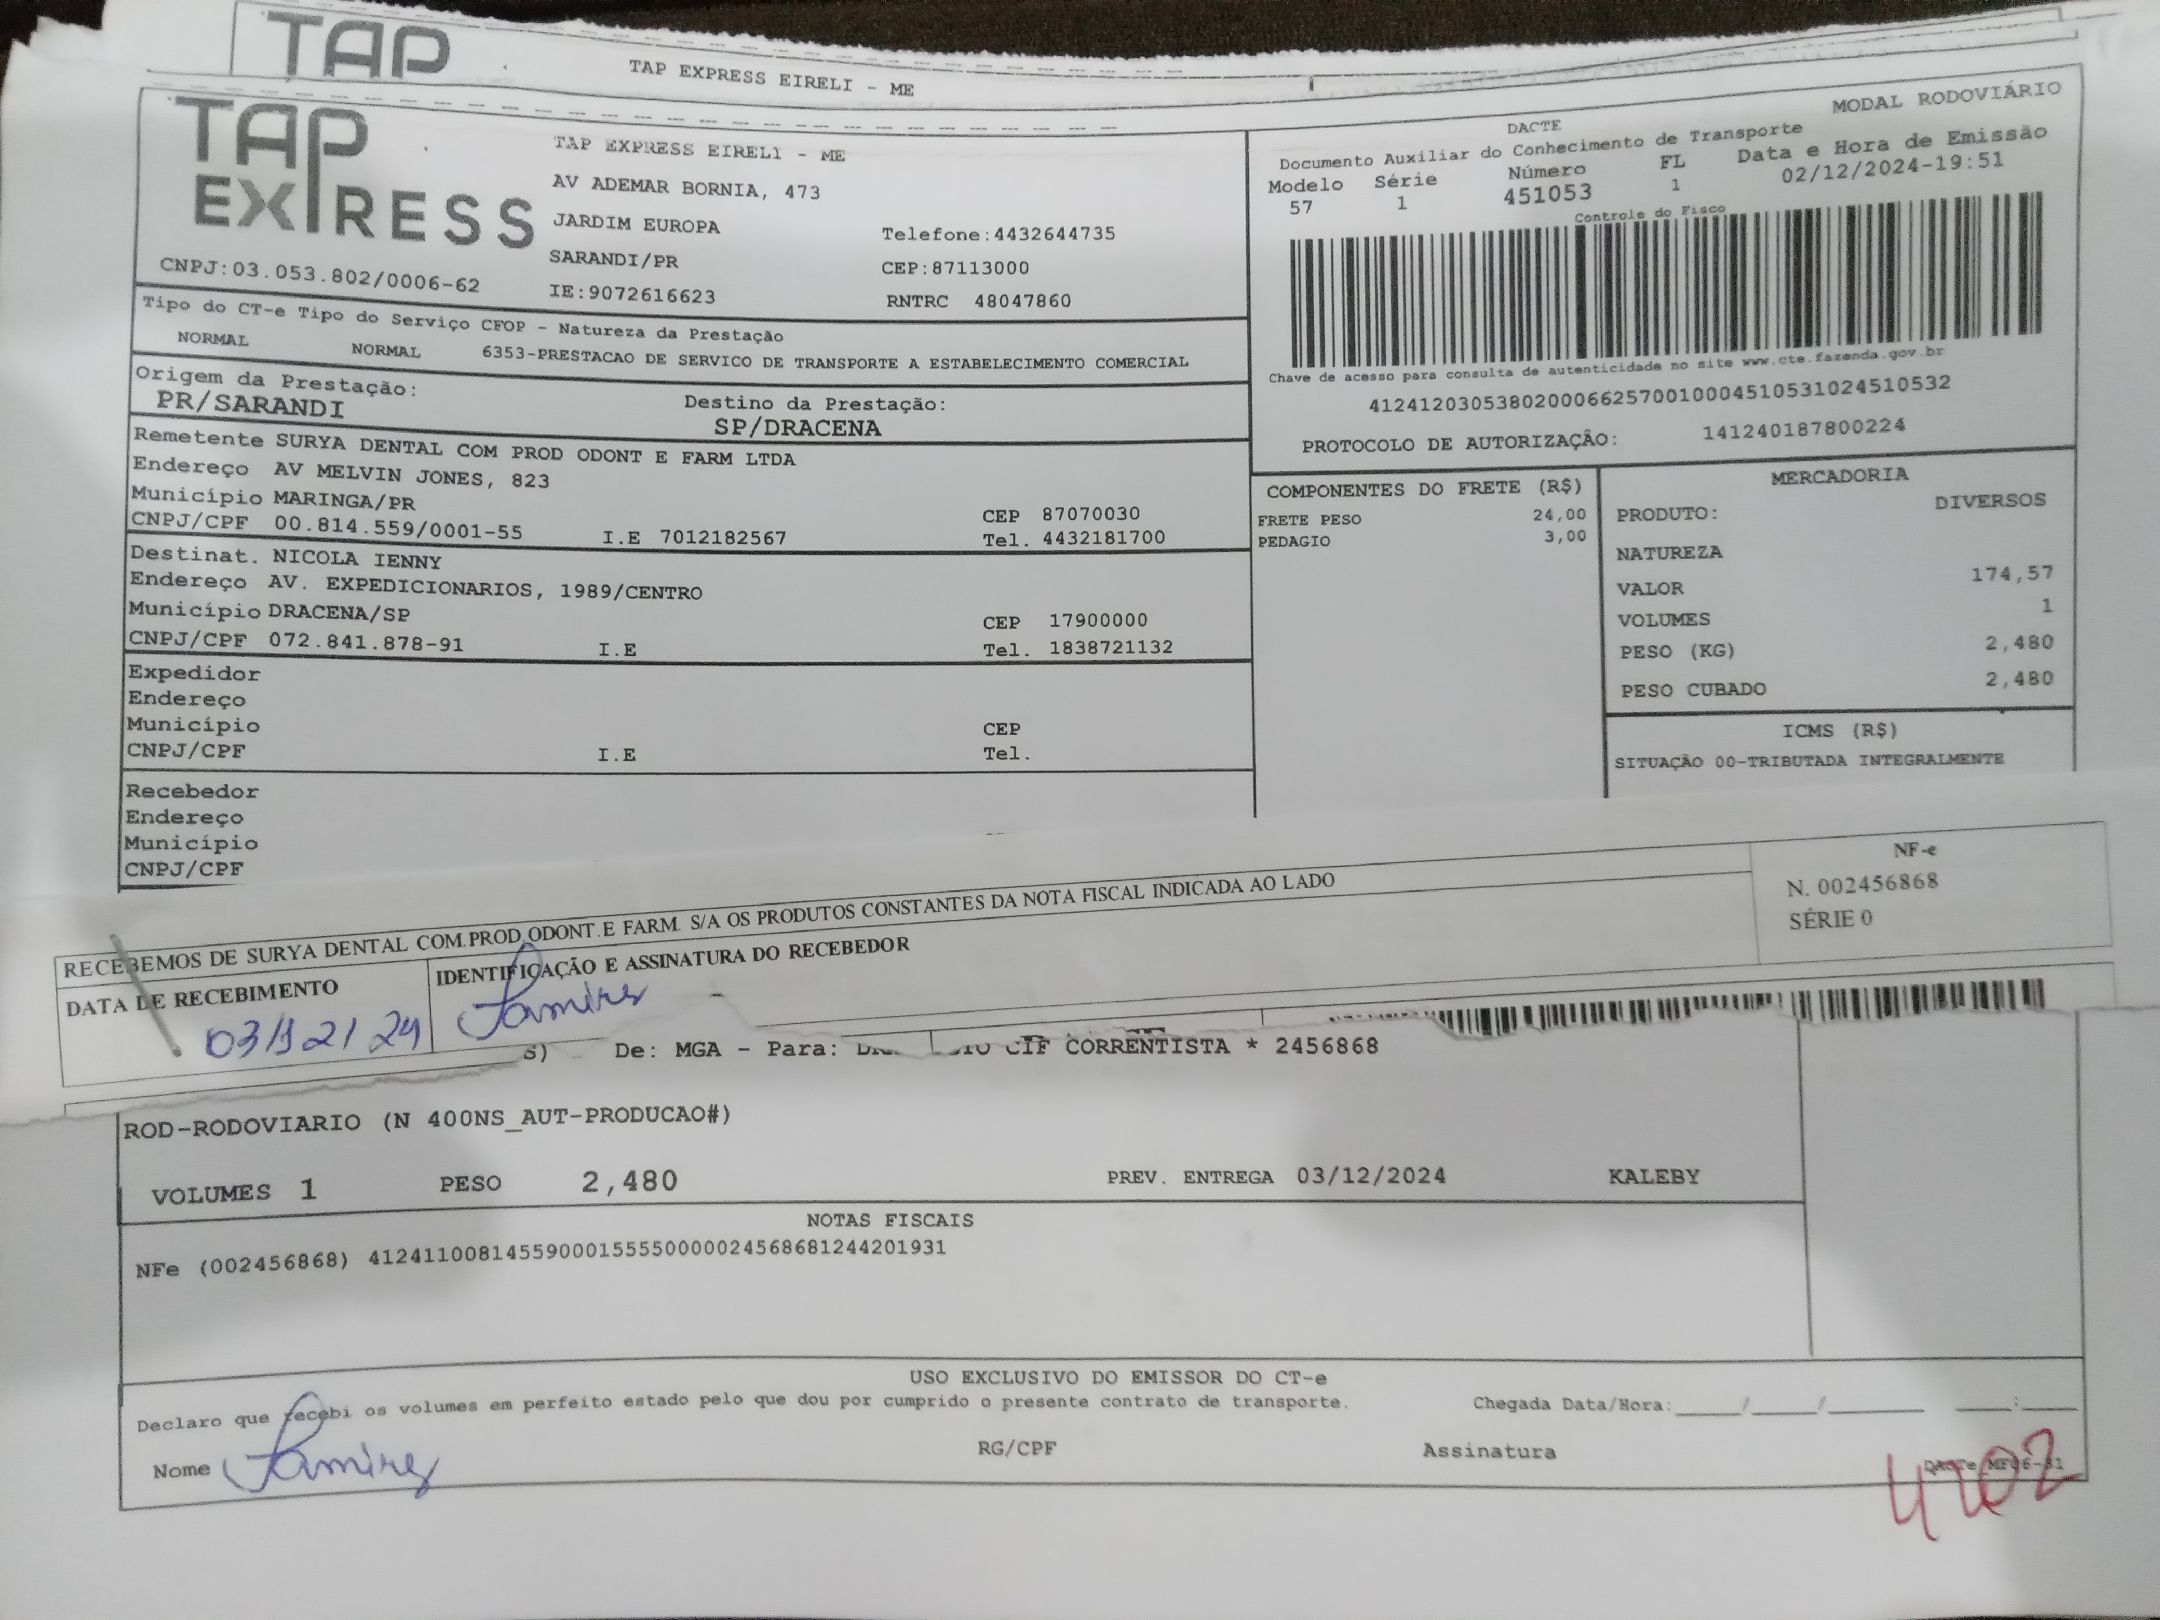 TAP
TAP EXPRESS EIRELI - ME
TAP
EXPRESS
CNPJ:03.053.802/0006-62
TAP EXPRESS EIRELI - ME
AV ADEMAR BORNIA, 473
JARDIM EUROPA
SARANDI/PR
IE:9072616623
Telefone:4432644735
CEP:87113000
RNTRC 48047860
MODAL RODOVIÁRIO
DACTE
Documento Auxiliar do Conhecimento de Transporte
Modelo Série Número FL Data e Hora de Emissão
57 1 451053 1 02/12/2024-19:51
Controle do Fisco
Chave de acesso para consulta de autenticidade no site www.cte.fazenda.gov.br
41241203053802000662570010004510531024510532
PROTOCOLO DE AUTORIZAÇÃO: 141240187800224
Tipo do CT-e Tipo do Serviço CFOP - Natureza da Prestação
NORMAL NORMAL 6353-PRESTACAO DE SERVICO DE TRANSPORTE A ESTABELECIMENTO COMERCIAL
Origem da Prestação: Destino da Prestação:
PR/SARANDI SP/DRACENA
Remetente SURYA DENTAL COM PROD ODONT E FARM LTDA
Endereço AV MELVIN JONES, 823
Município MARINGA/PR CEP 87070030
CNPJ/CPF 00.814.559/0001-55 I.E 7012182567 Tel. 4432181700
Destinat. NICOLA IENNY
Endereço AV. EXPEDICIONARIOS, 1989/CENTRO
Município DRACENA/SP CEP 17900000
CNPJ/CPF 072.841.878-91 I.E Tel. 1838721132
Expedidor
Endereço
Município CEP
CNPJ/CPF I.E Tel.
Recebedor
Endereço
Município
CNPJ/CPF
COMPONENTES DO FRETE (R$)
FRETE PESO 24,00
PEDAGIO 3,00
MERCADORIA
PRODUTO: DIVERSOS
NATUREZA
VALOR 174,57
VOLUMES 1
PESO (KG) 2,480
PESO CUBADO 2,480
ICMS (R$)
SITUAÇÃO 00-TRIBUTADA INTEGRALMENTE
RECEBEMOS DE SURYA DENTAL COM.PROD.ODONT.E FARM. S/A OS PRODUTOS CONSTANTES DA NOTA FISCAL INDICADA AO LADO
NF-e
N. 002456868
SÉRIE 0
DATA DE RECEBIMENTO
03/12/24
IDENTIFICAÇÃO E ASSINATURA DO RECEBEDOR
S) De: MGA - Para: CIF CORRENTISTA * 2456868
ROD-RODOVIARIO (N 400NS_AUT-PRODUCAO#)
VOLUMES 1 PESO 2,480 PREV. ENTREGA 03/12/2024 KALEBY
NOTAS FISCAIS
NFe (002456868) 41241100814559000155550000024568681244201931
USO EXCLUSIVO DO EMISSOR DO CT-e
Declaro que recebi os volumes em perfeito estado pelo que dou por cumprido o presente contrato de transporte.
Chegada Data/Hora:_____/_____/_______ ____:____
Nome RG/CPF Assinatura